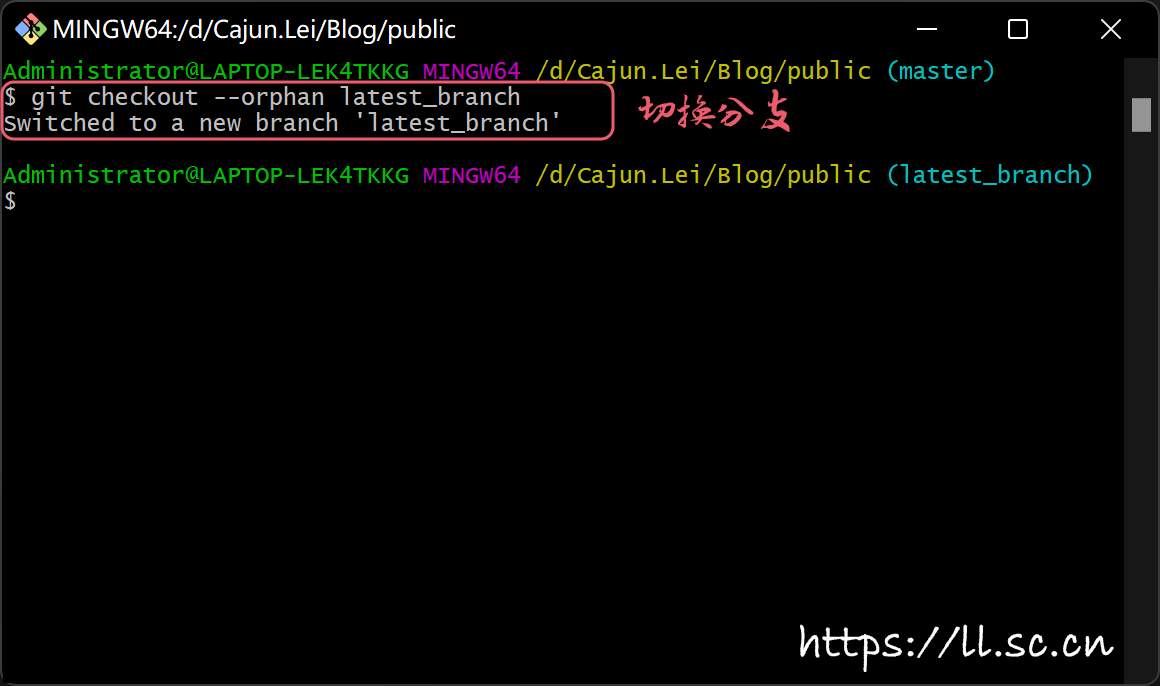 MINGW64:/d/Cajun.Lei/Blog/public
Administrator@LAPTOP-LEK4TKKG MINGW64 /d/Cajun.Lei/Blog/public (master)
$ git checkout --orphan latest_branch
切换分支
Switched to a new branch 'latest_branch'
Administrator@LAPTOP-LEK4TKKG MINGW64 /d/Cajun.Lei/Blog/public (latest_branch)
$
https://ll.sc.cn